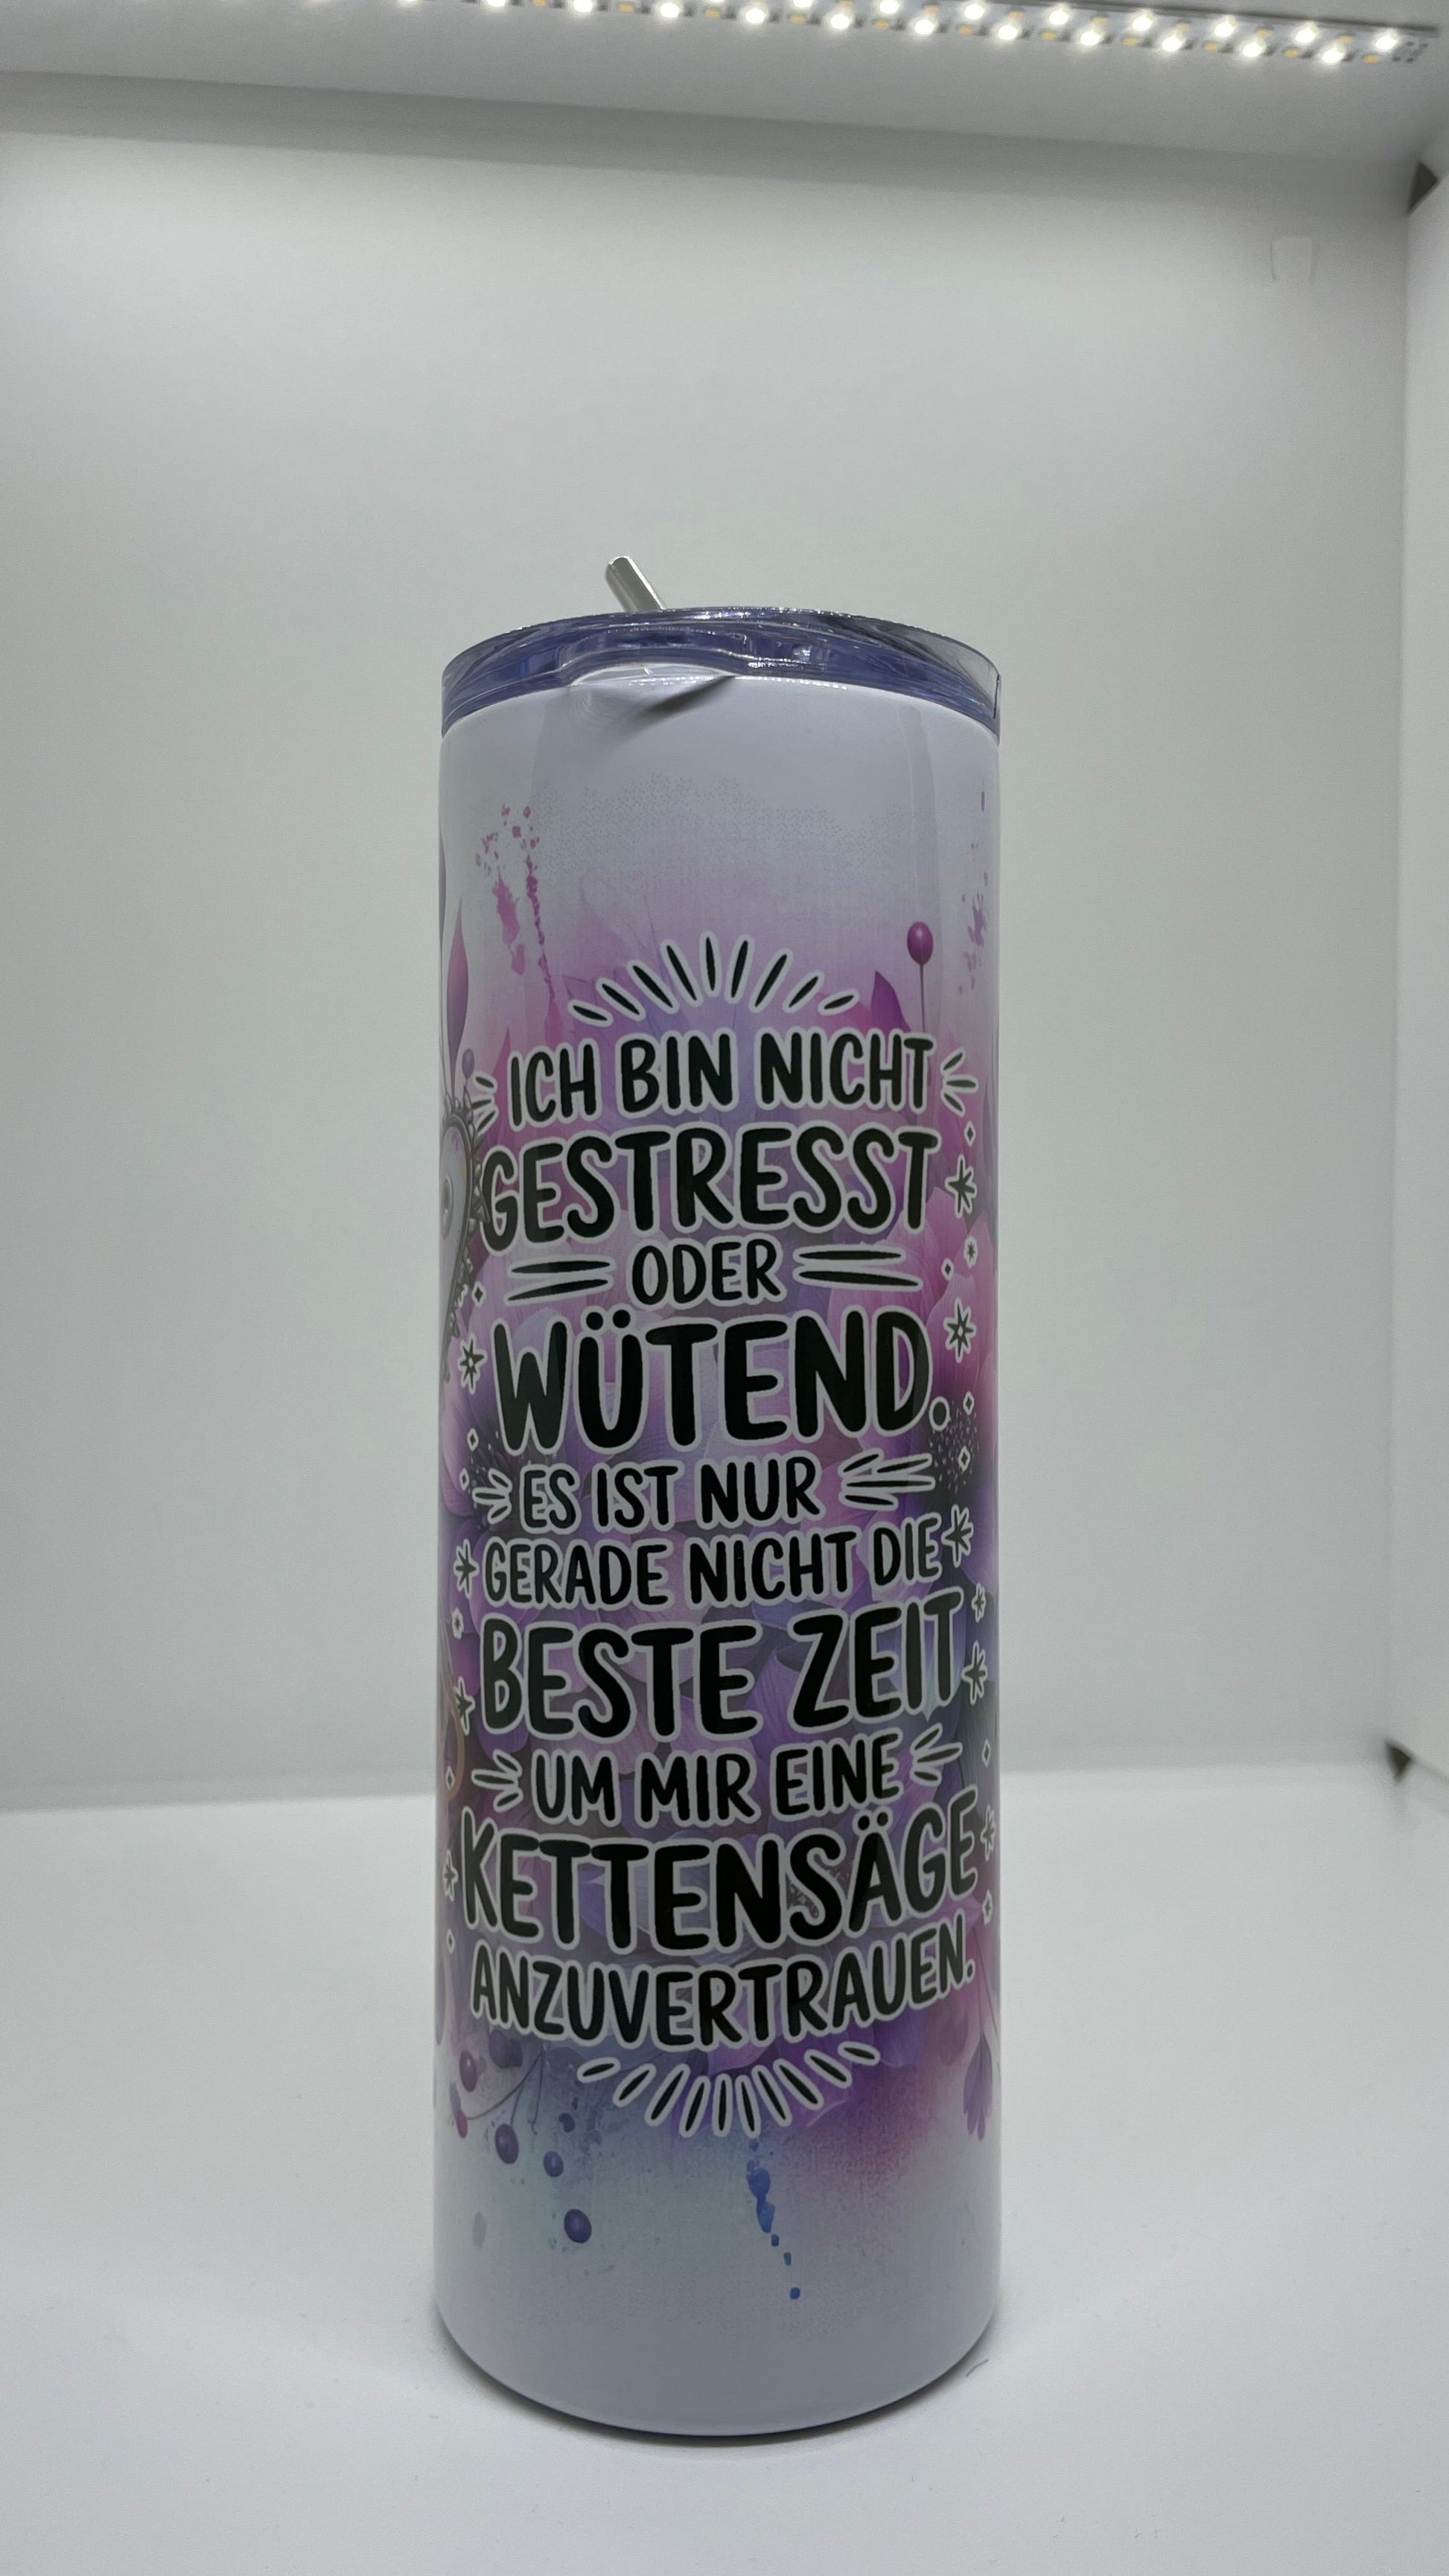 ICH BIN NICHT
GESTRESST
ODER
WÜTEND.
ES IST NUR
GERADE NICHT DIE
BESTE ZEIT
UM MIR EINE
KETTENSÄGE
ANZUVERTRAUEN.